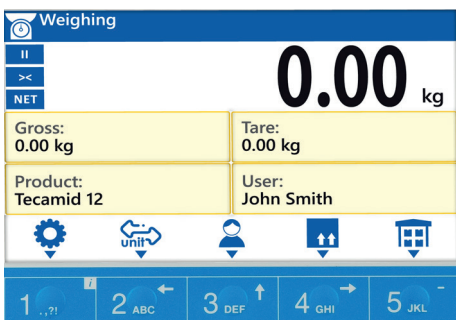 Weighing
II
><
NET
0.00 kg
Gross:
0.00 kg
Tare:
0.00 kg
Product:
Tecamid 12
User:
John Smith
unit
i
1 .,?!
2 ABC
3 DEF
4 GHI
5 JKL -